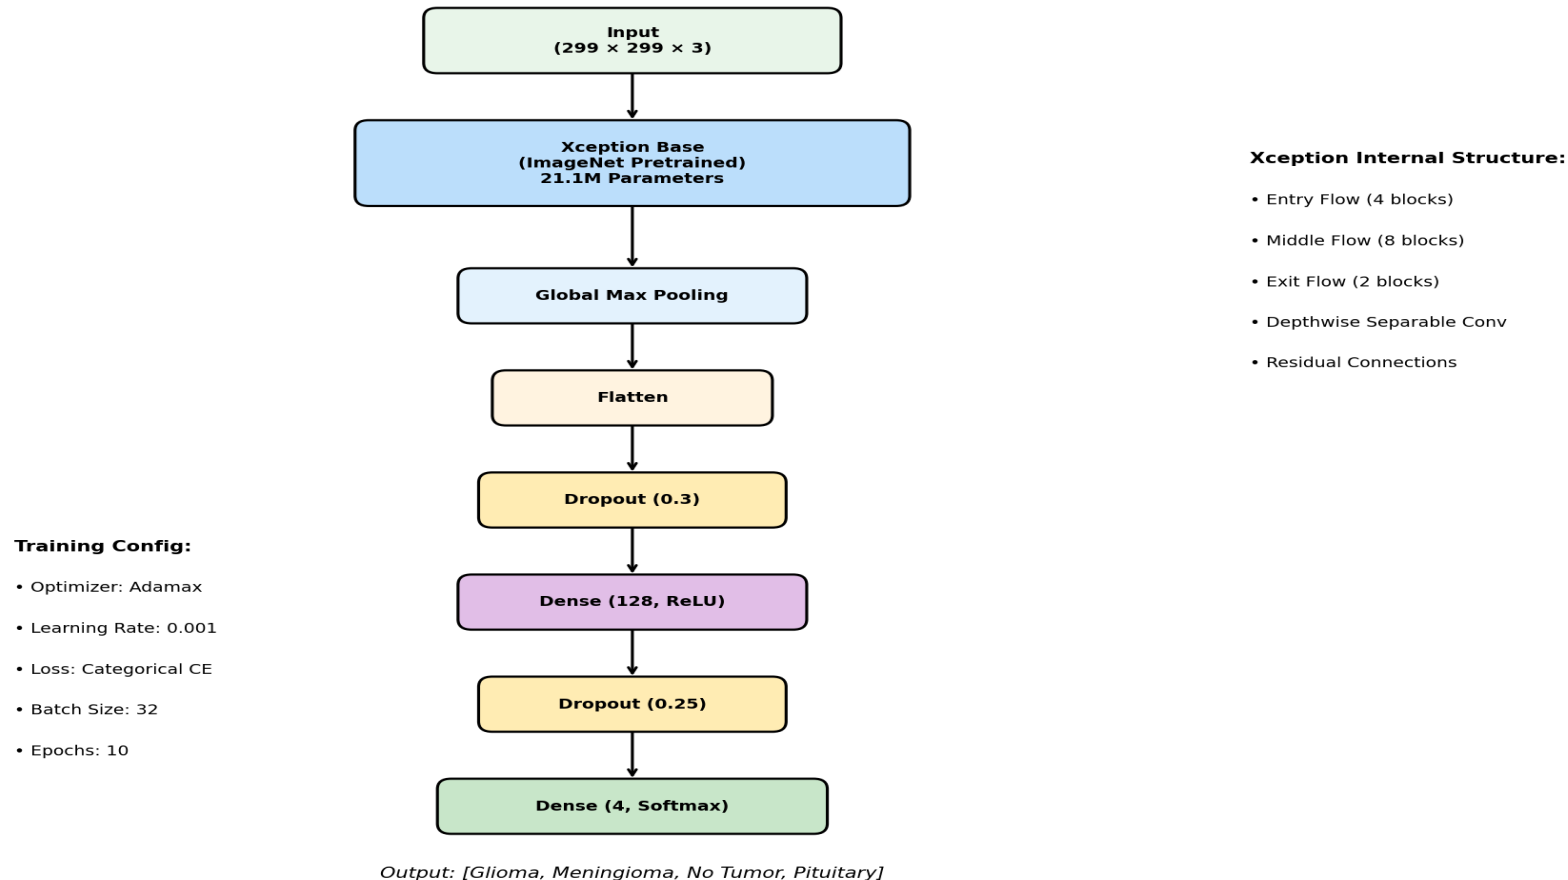 Input
(299 × 299 × 3)
Xception Base
(ImageNet Pretrained)
21.1M Parameters
Global Max Pooling
Flatten
Dropout (0.3)
Dense (128, ReLU)
Dropout (0.25)
Dense (4, Softmax)
Output: [Glioma, Meningioma, No Tumor, Pituitary]
Xception Internal Structure:
• Entry Flow (4 blocks)
• Middle Flow (8 blocks)
• Exit Flow (2 blocks)
• Depthwise Separable Conv
• Residual Connections
Training Config:
• Optimizer: Adamax
• Learning Rate: 0.001
• Loss: Categorical CE
• Batch Size: 32
• Epochs: 10